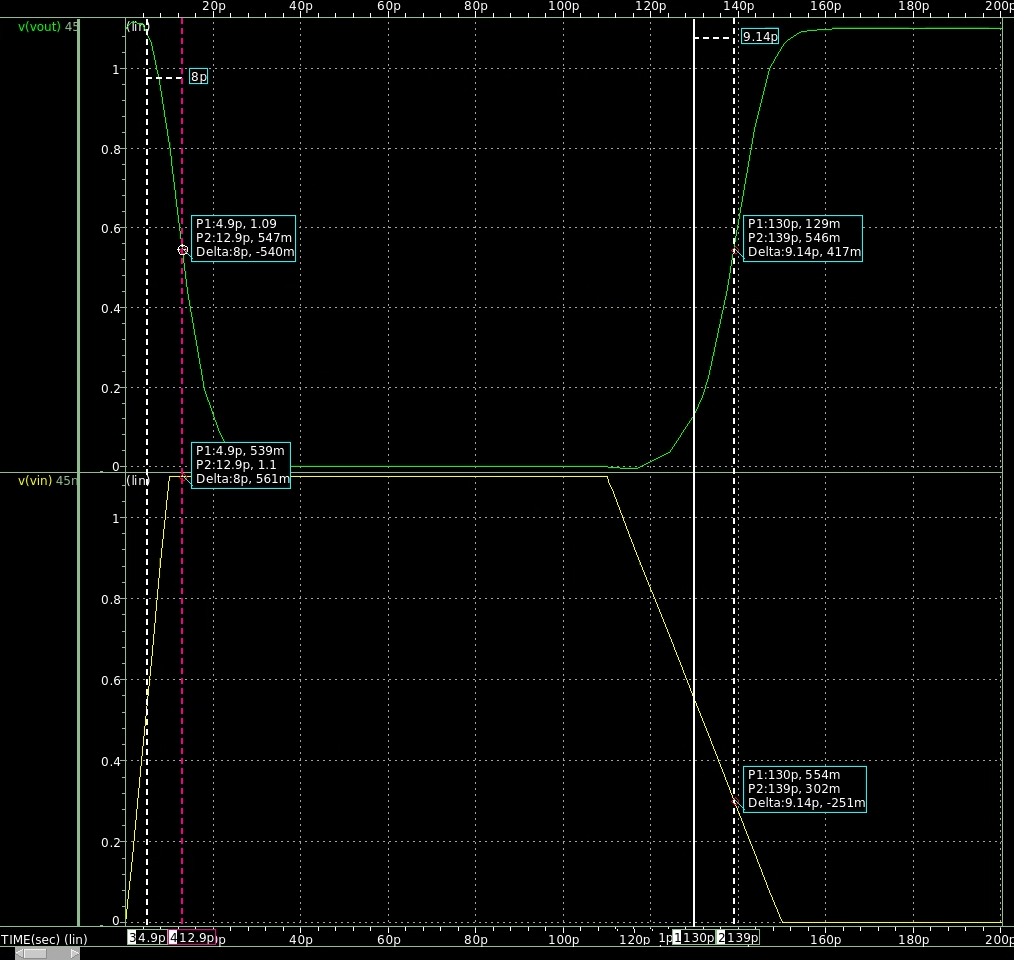 20p 40p 60p 80p 100p 120p 140p 160p 180p 200p
v(vout) 45
(lin)
9.14p
8p
1
0.8
0.6
0.4
0.2
0
P1:4.9p, 1.09
P2:12.9p, 547m
Delta:8p, -540m
P1:130p, 129m
P2:139p, 546m
Delta:9.14p, 417m
P1:4.9p, 539m
P2:12.9p, 1.1
Delta:8p, 561m
v(vin) 45n
(lin)
1
0.8
0.6
0.4
0.2
0
P1:130p, 554m
P2:139p, 302m
Delta:9.14p, -251m
TIME(sec) (lin)
3 4.9p 4 12.9p p 40p 60p 80p 100p 120p 1p 1 130p 2 139p 160p 180p 200p